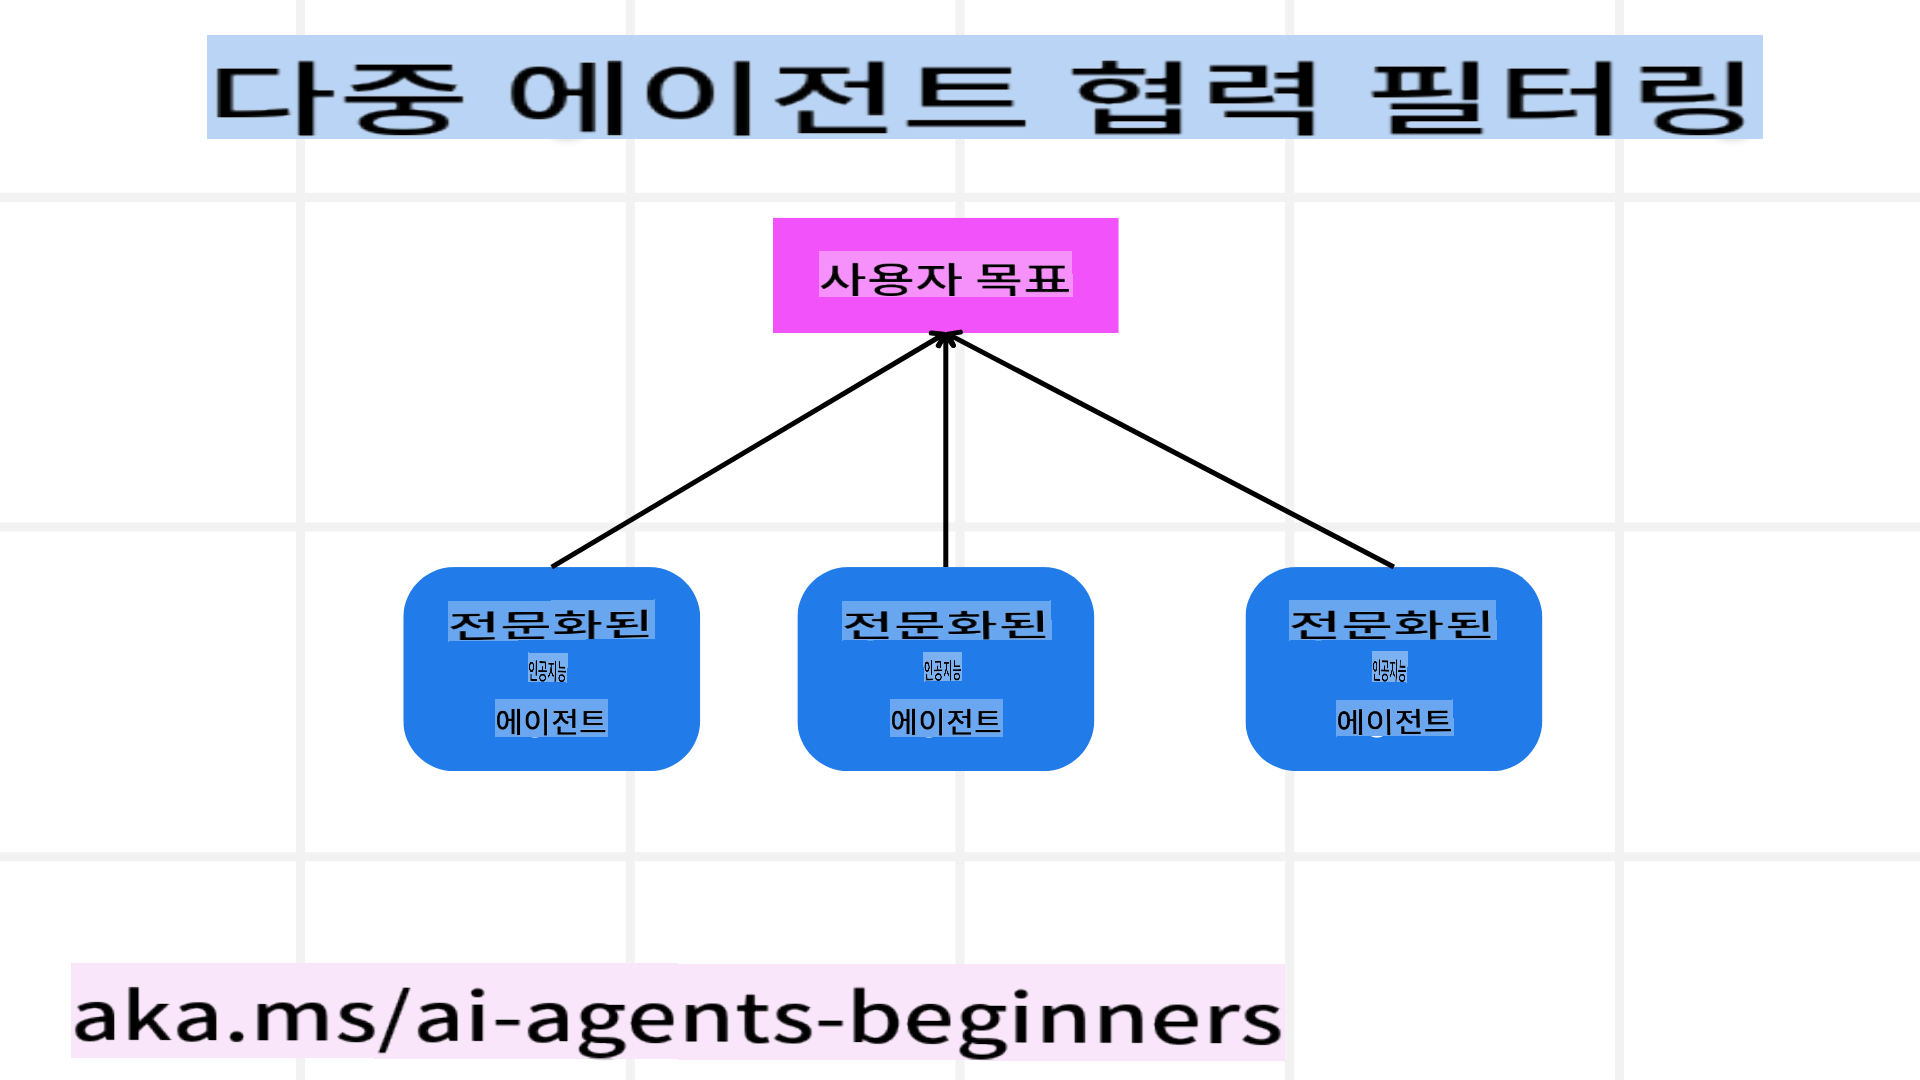 다중 에이전트 협력 필터링
사용자 목표
전문화된
인공지능
에이전트
전문화된
인공지능
에이전트
전문화된
인공지능
에이전트
aka.ms/ai-agents-beginners